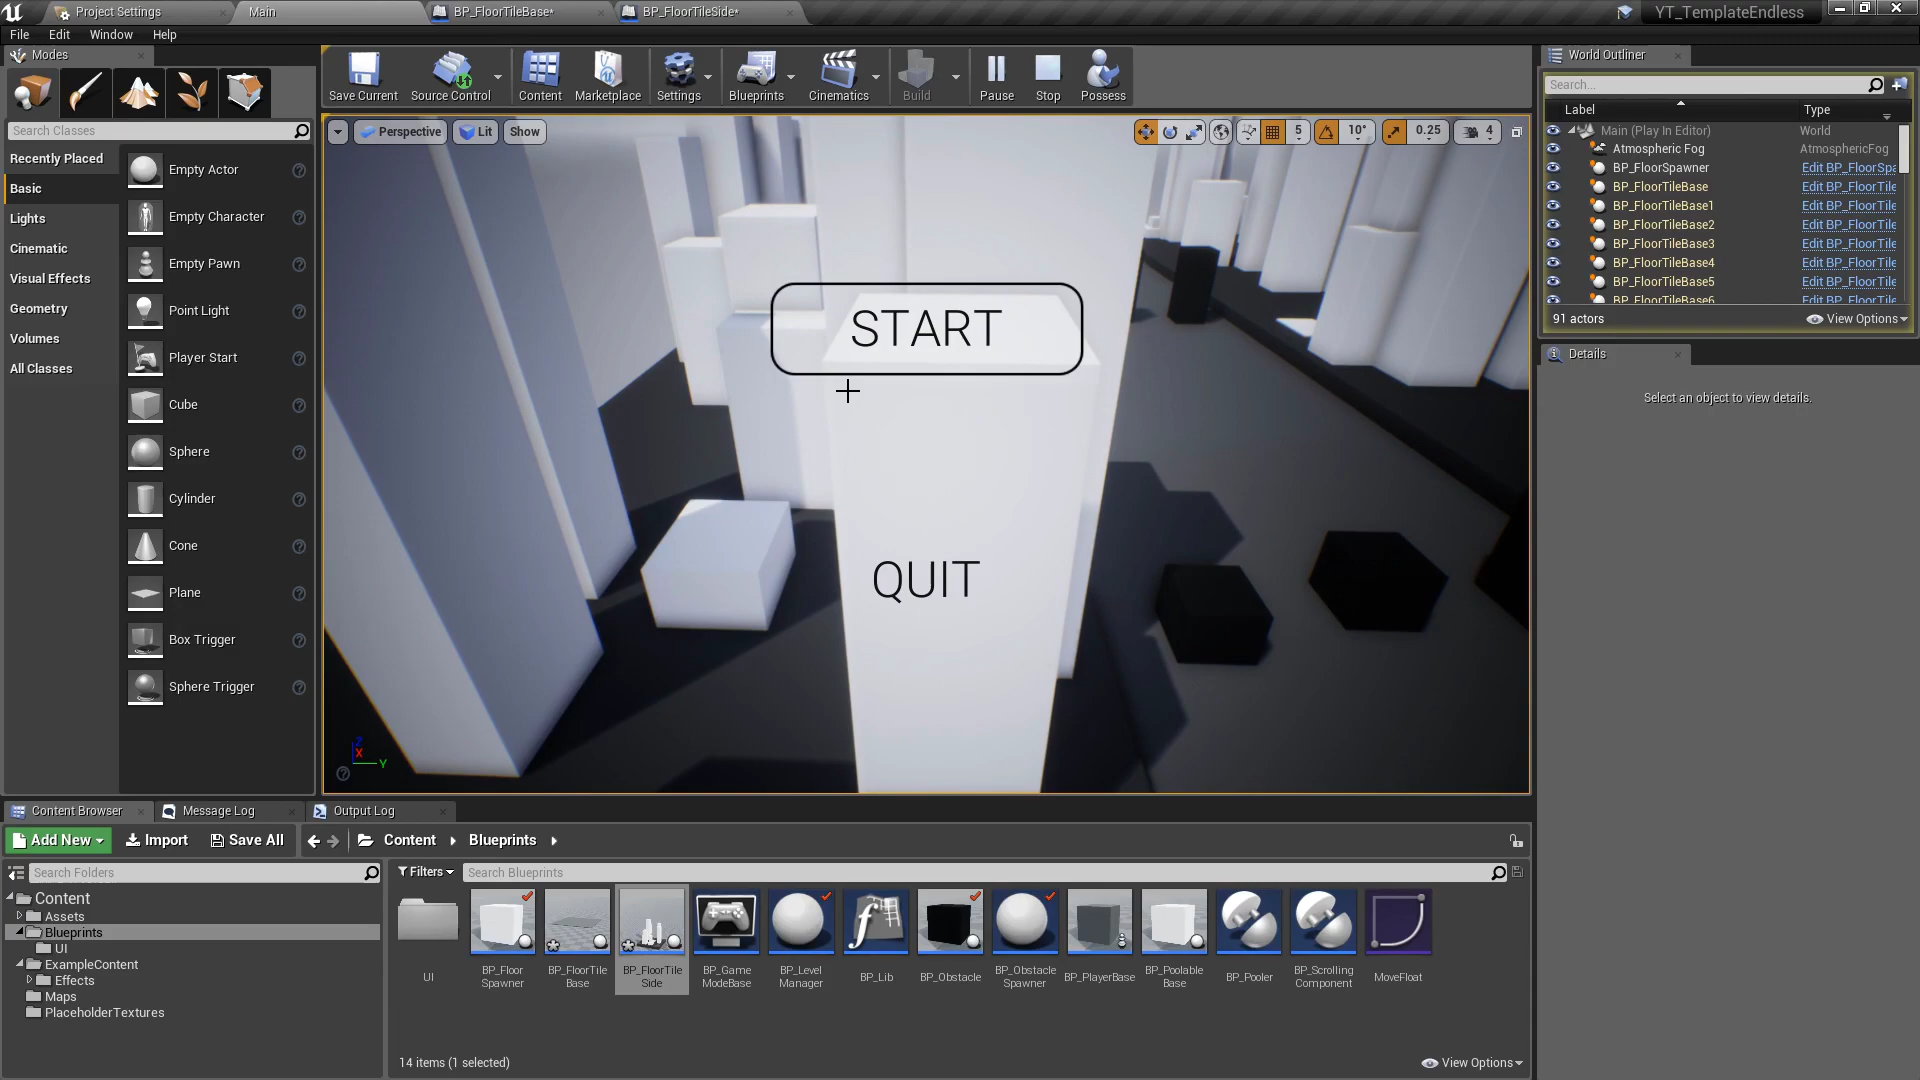 Project Settings
Main
BP_FloorTileBase*
BP_FloorTileSide*
YT_TemplateEndless
File Edit Window Help
Modes
Search Classes
Recently Placed
Basic
Lights
Cinematic
Visual Effects
Geometry
Volumes
All Classes
Empty Actor
Empty Character
Empty Pawn
Point Light
Player Start
Cube
Sphere
Cylinder
Cone
Plane
Box Trigger
Sphere Trigger
Save Current
Source Control
Content
Marketplace
Settings
Blueprints
Cinematics
Build
Pause
Stop
Possess
Perspective Lit Show
5 10° 0.25 4
START
QUIT
Z
X
Y
World Outliner
Search...
Label Type
Main (Play In Editor) World
Atmospheric Fog AtmosphericFog
BP_FloorSpawner Edit BP_FloorSpa
BP_FloorTileBase Edit BP_FloorTile
BP_FloorTileBase1 Edit BP_FloorTile
BP_FloorTileBase2 Edit BP_FloorTile
BP_FloorTileBase3 Edit BP_FloorTile
BP_FloorTileBase4 Edit BP_FloorTile
BP_FloorTileBase5 Edit BP_FloorTile
BP_FloorTileBase6 Edit BP_FloorTile
91 actors View Options
Details
Select an object to view details.
Content Browser
Message Log
Output Log
Add New Import Save All Content Blueprints
Search Folders
Content
Assets
Blueprints
UI
ExampleContent
Effects
Maps
PlaceholderTextures
Filters Search Blueprints
UI
BP_Floor
Spawner
BP_FloorTile
Base
BP_FloorTile
Side
BP_Game
ModeBase
BP_Level
Manager
BP_Lib
BP_Obstacle
BP_Obstacle
Spawner
BP_PlayerBase
BP_Poolable
Base
BP_Pooler
BP_Scrolling
Component
MoveFloat
14 items (1 selected) View Options